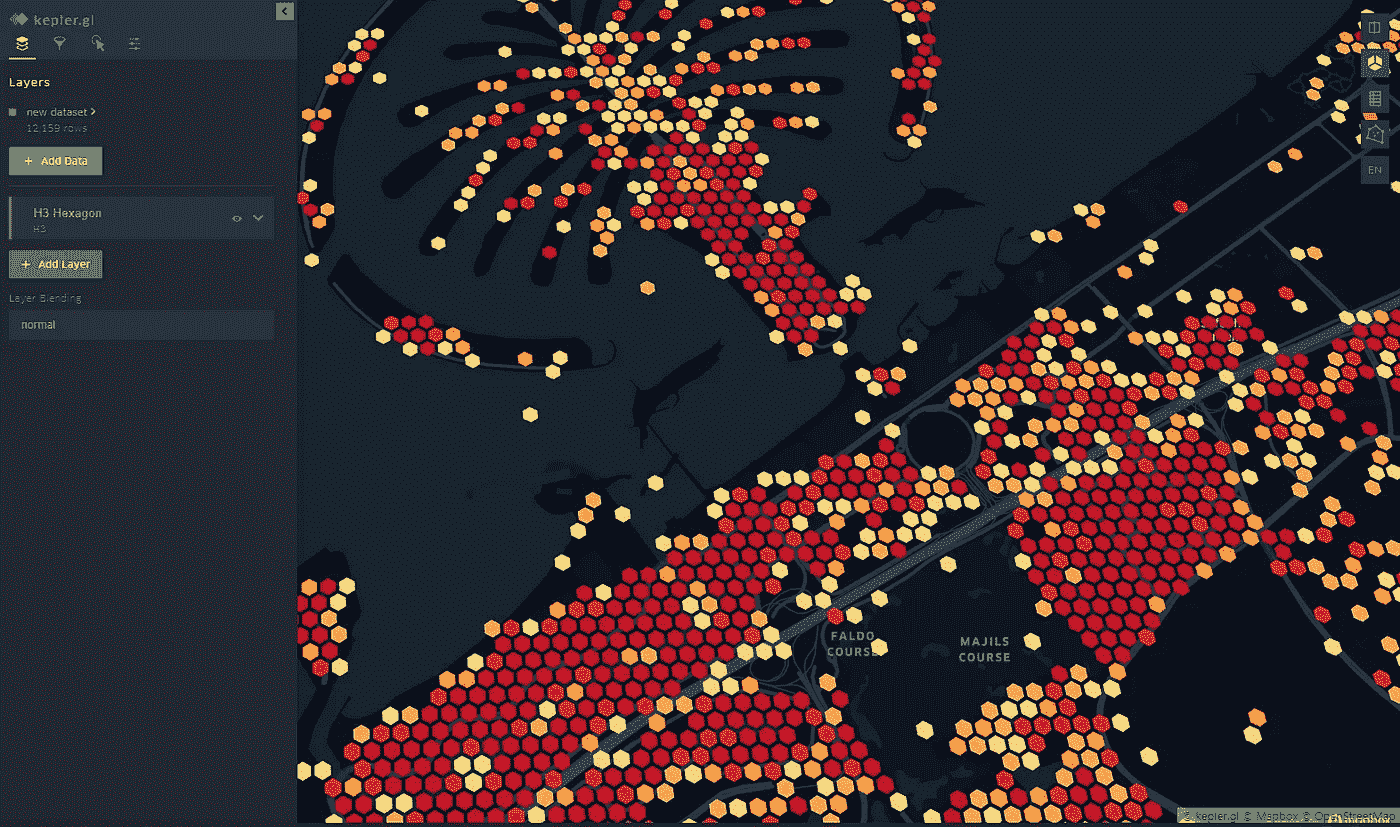 kepler.gl
Layers
new dataset
12,159 rows
+ Add Data
H3 Hexagon
H3
+ Add Layer
Layer Blending
normal
EN
FALDO
COURSE
MAJILS
COURSE
© kepler.gl © Mapbox © OpenStreetMap